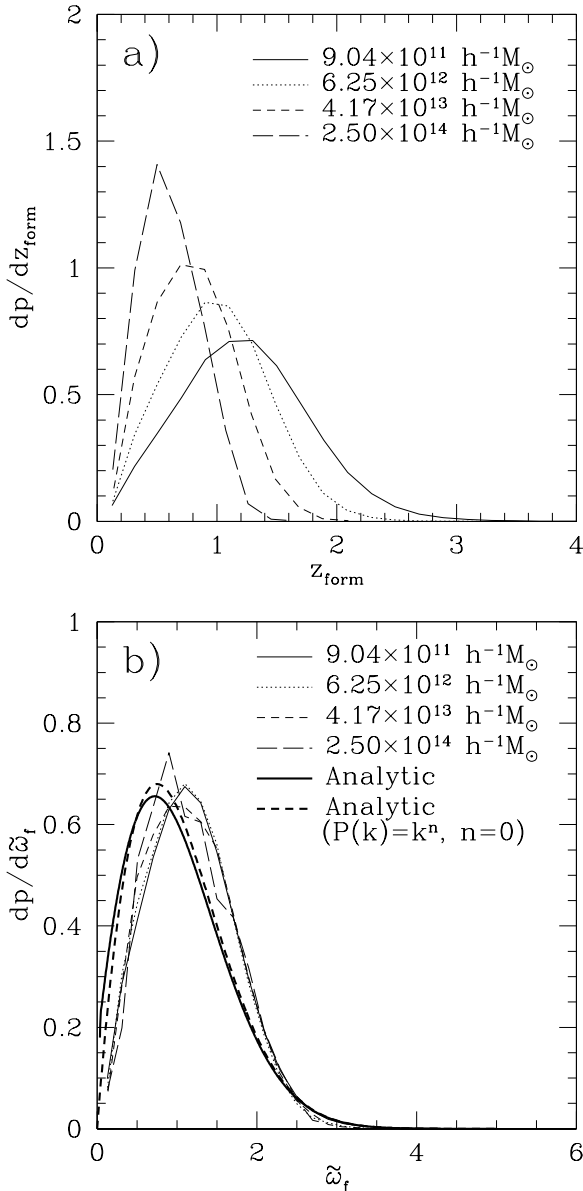 a)
9.04×10¹¹ h⁻¹M⊙
6.25×10¹² h⁻¹M⊙
4.17×10¹³ h⁻¹M⊙
2.50×10¹⁴ h⁻¹M⊙
2
1.5
1
0.5
0
dp/dz_form
0 1 2 3 4
z_form
b)
9.04×10¹¹ h⁻¹M⊙
6.25×10¹² h⁻¹M⊙
4.17×10¹³ h⁻¹M⊙
2.50×10¹⁴ h⁻¹M⊙
Analytic
Analytic
(P(k)=kⁿ, n=0)
1
0.8
0.6
0.4
0.2
0
dp/dω̃_f
0 2 4 6
ω̃_f